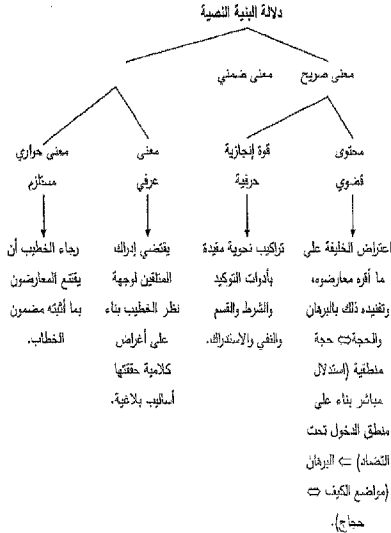 دلالة البنية النصية
معنى صريح
معنى ضمني
محتوى
قضوي
قوة إنجازية
حرفية
معنى
عرفي
معنى حواري
مستلزم
اعتراض الخليفة على
ما أقره معارضوه،
وتفنيده ذلك بالبرهان
والحجة⇔ حجة
منطقية (استدلال
مباشر بناء على
منطق الدخول تحت
التضاد) ⇐ البرهان
(مواضع الكيف ⇔
حجاج).
تراكيب نحوية مقيدة
بأدوات التوكيد
والشرط والقسم
والنفي والاستدراك.
يقتضي إدراك
المتلقين لوجهة
نظر الخطيب بناء
على أغراض
كلامية حققتها
أساليب بلاغية.
رجاء الخطيب أن
يقتنع المعارضون
بما أثبته مضمون
الخطاب.